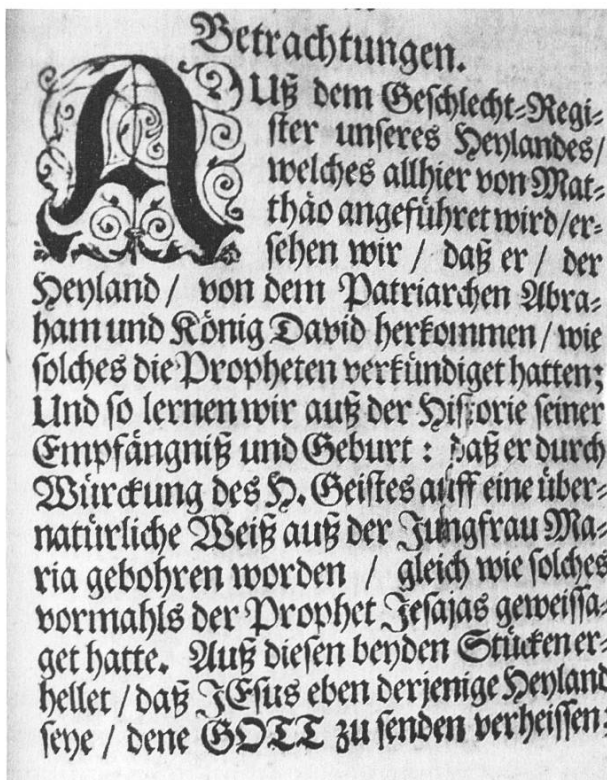 Betrachtungen.
AUß dem Geschlecht-Regi-
ster unseres Heylandes/
welches allhier von Mat-
thäo angeführet wird/er-
sehen wir / daß er / der
Heyland / von dem Patriarchen Abra-
ham und König David herkommen / wie
solches die Propheten verkündiget hatten;
Und so lernen wir auß der Historie seiner
Empfängniß und Geburt : daß er durch
Würckung des H. Geistes auff eine über-
natürliche Weiß auß der Jungfrau Ma-
ria gebohren worden / gleich wie solches
vormahls der Prophet Jesajas geweissa-
get hatte. Auß diesen beyden Stücken er-
hellet / daß JEsus eben derjenige Heyland
seye / dene GOTT zu senden verheissen: